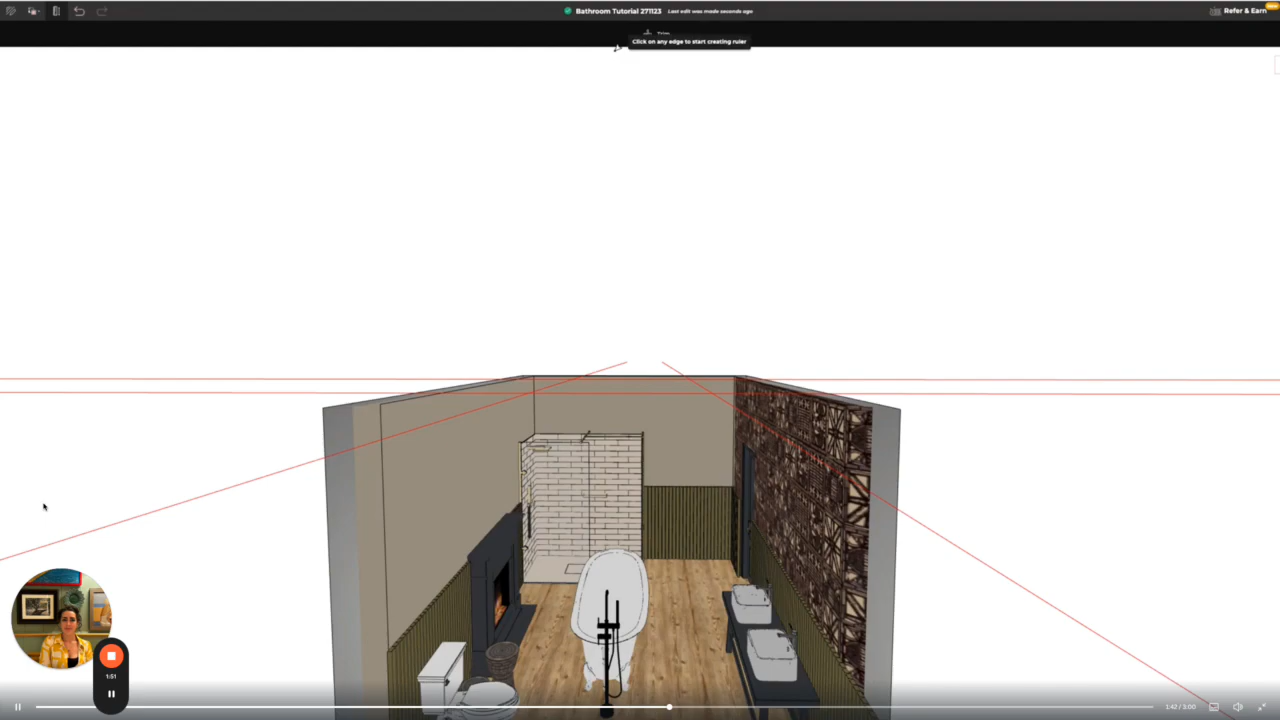 Bathroom Tutorial 271123 Last edit was made seconds ago
Refer & Earn
Click on any edge to start creating ruler
1:51
1:42 / 3:00